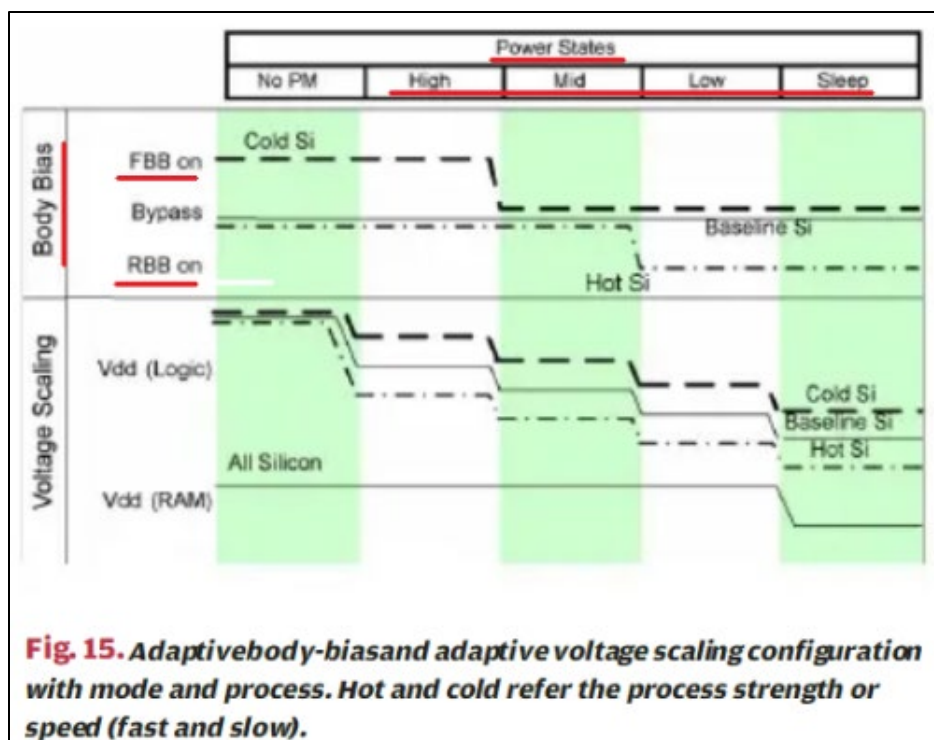 Power States
No PM High Mid Low Sleep
Body Bias
FBB on
Cold Si
Bypass
Baseline Si
RBB on
Hot Si
Voltage Scaling
Vdd (Logic)
Cold Si
Baseline Si
Hot Si
All Silicon
Vdd (RAM)
Fig. 15. Adaptivebody-biasand adaptive voltage scaling configuration
with mode and process. Hot and cold refer the process strength or
speed (fast and slow).